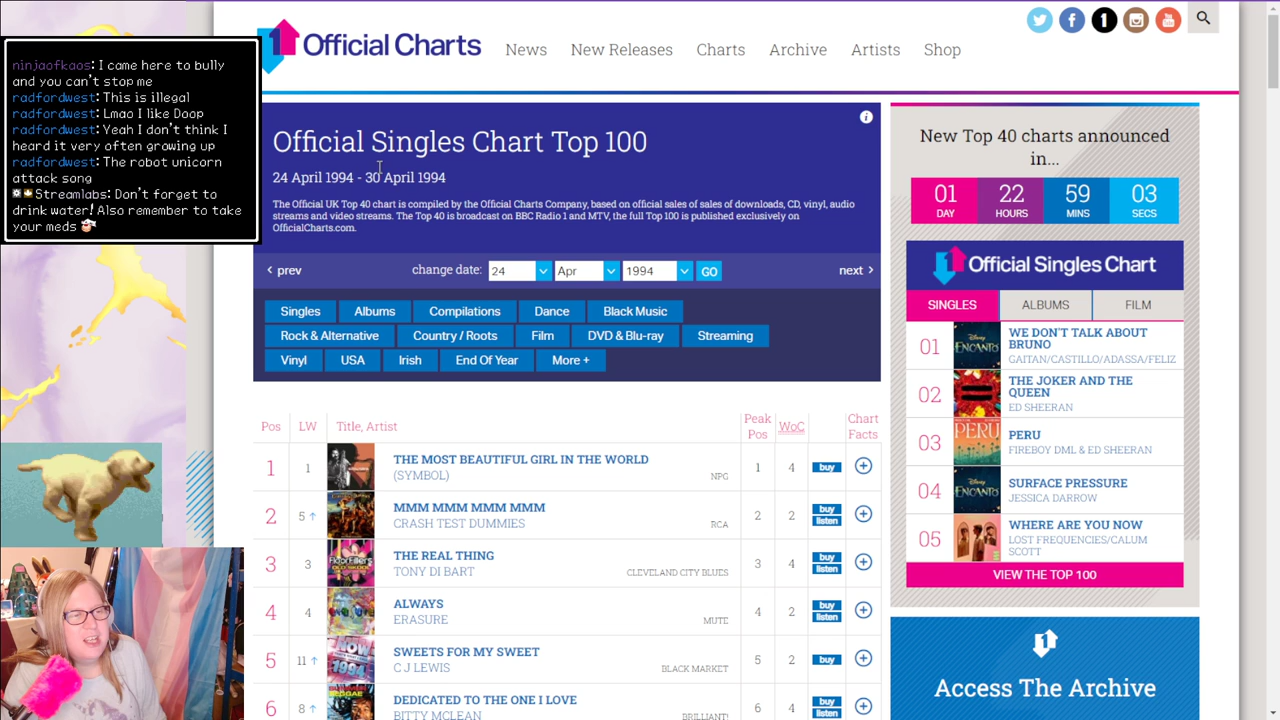 ninjaofkaos: I came here to bully
and you can't stop me
radfordwest: This is illegal
radfordwest: Lmao I like Doop
radfordwest: Yeah I don't think I
heard it very often growing up
radfordwest: The robot unicorn
attack song
Streamlabs: Don't forget to
drink water! Also remember to take
your meds
1 Official Charts
News New Releases Charts Archive Artists Shop
Official Singles Chart Top 100
24 April 1994 - 30 April 1994
The Official UK Top 40 chart is compiled by the Official Charts Company, based on official sales of sales of downloads, CD, vinyl, audio
streams and video streams. The Top 40 is broadcast on BBC Radio 1 and MTV, the full Top 100 is published exclusively on
OfficialCharts.com.
prev change date: 24 Apr 1994 GO next
Singles Albums Compilations Dance Black Music
Rock & Alternative Country / Roots Film DVD & Blu-ray Streaming
Vinyl USA Irish End Of Year More +
Pos LW Title, Artist Peak Pos WoC Chart Facts
1 1 THE MOST BEAUTIFUL GIRL IN THE WORLD 1 4 buy
(SYMBOL) NPG
2 5 MMM MMM MMM MMM 2 2 buy listen
CRASH TEST DUMMIES RCA
3 3 THE REAL THING 3 4 buy listen
TONY DI BART CLEVELAND CITY BLUES
4 4 ALWAYS 4 2 buy listen
ERASURE MUTE
5 11 SWEETS FOR MY SWEET 5 2 buy
C J LEWIS BLACK MARKET
6 8 DEDICATED TO THE ONE I LOVE 6 4 buy
BITTY MCLEAN BRILLIANT!
New Top 40 charts announced
in...
01 22 59 03
DAY HOURS MINS SECS
Official Singles Chart
SINGLES ALBUMS FILM
01 WE DON'T TALK ABOUT
BRUNO
GAITAN/CASTILLO/ADASSA/FELIZ
02 THE JOKER AND THE
QUEEN
ED SHEERAN
03 PERU
FIREBOY DML & ED SHEERAN
04 SURFACE PRESSURE
JESSICA DARROW
05 WHERE ARE YOU NOW
LOST FREQUENCIES/CALUM
SCOTT
VIEW THE TOP 100
Access The Archive